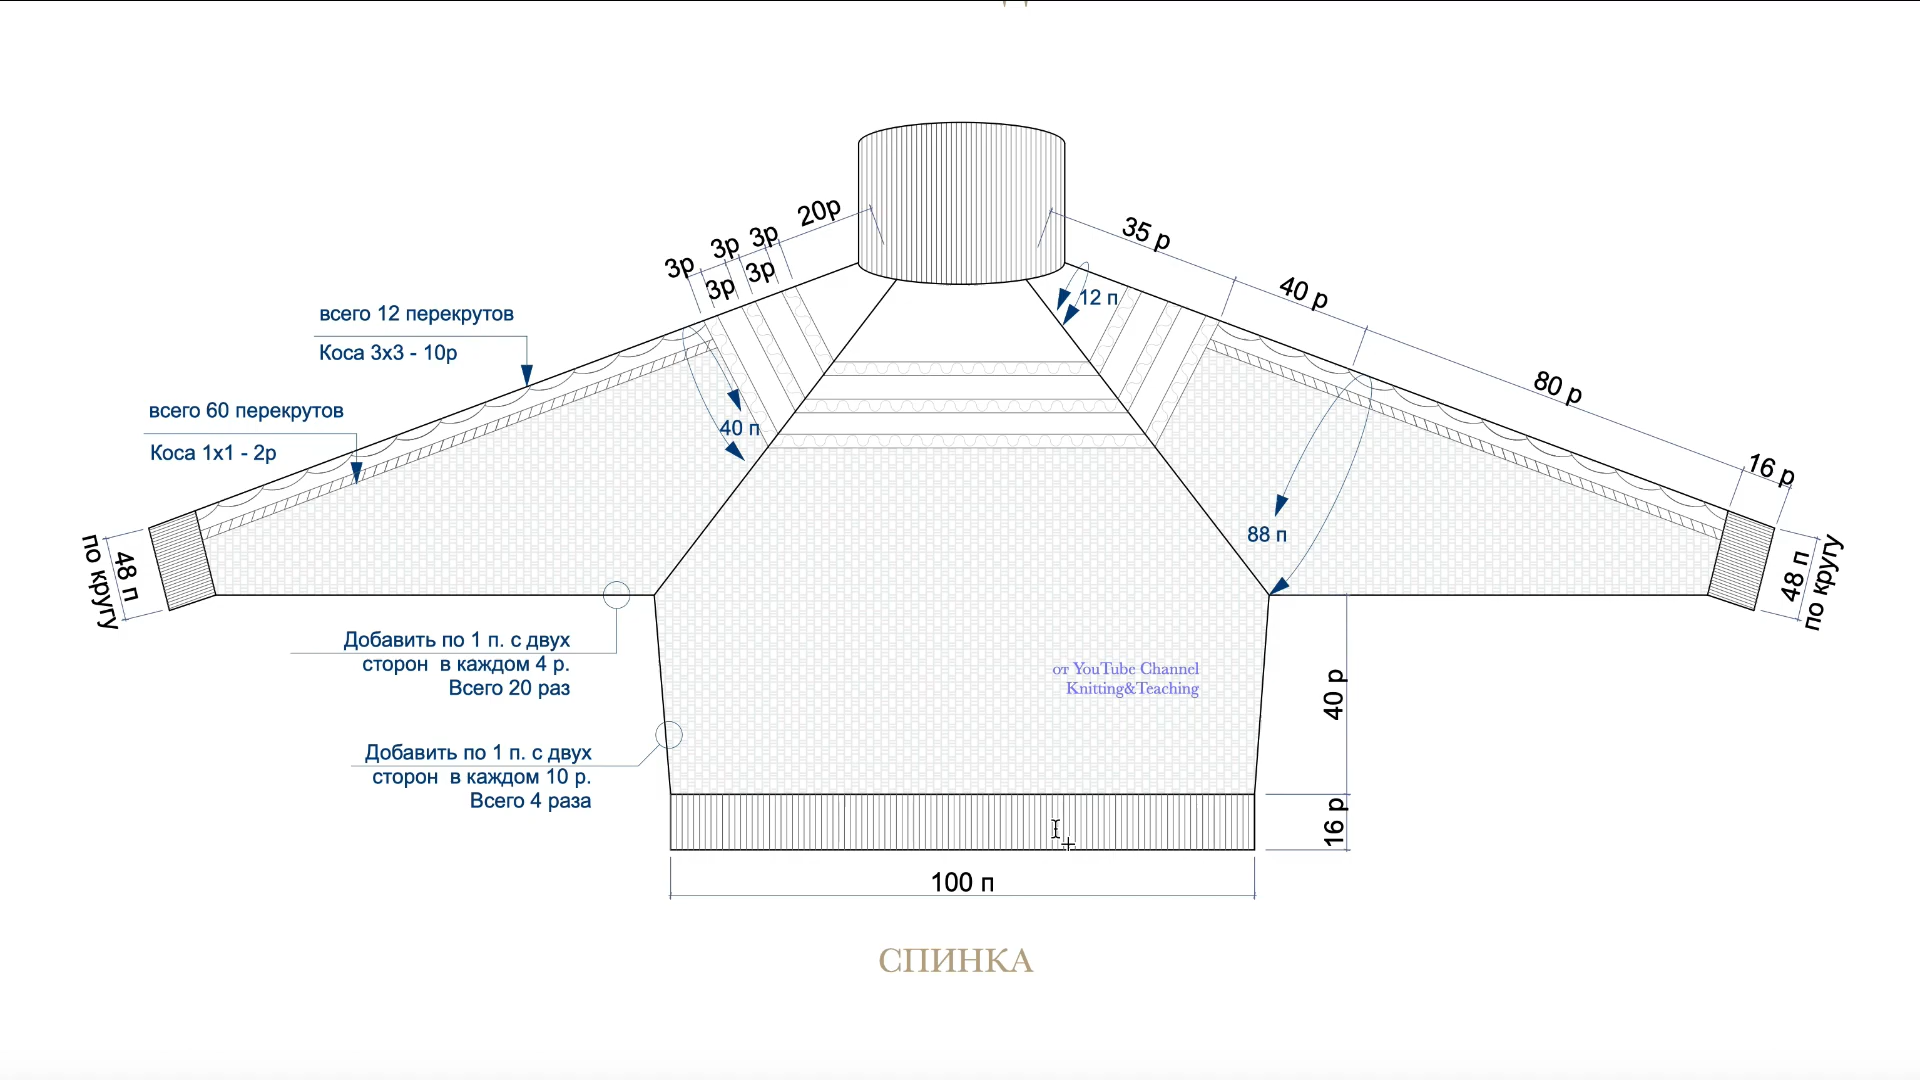 20р
3р
3р
3р
3р
3р
35 р
40 р
80 р
16 р
12 п
всего 12 перекрутов
Коса 3х3 - 10р
всего 60 перекрутов
Коса 1х1 - 2р
40 п
88 п
48 п
по кругу
48 п
по кругу
Добавить по 1 п. с двух
сторон в каждом 4 р.
Всего 20 раз
от YouTube Channel
Knitting&Teaching
40 р
Добавить по 1 п. с двух
сторон в каждом 10 р.
Всего 4 раза
16 р
100 п
СПИНКА